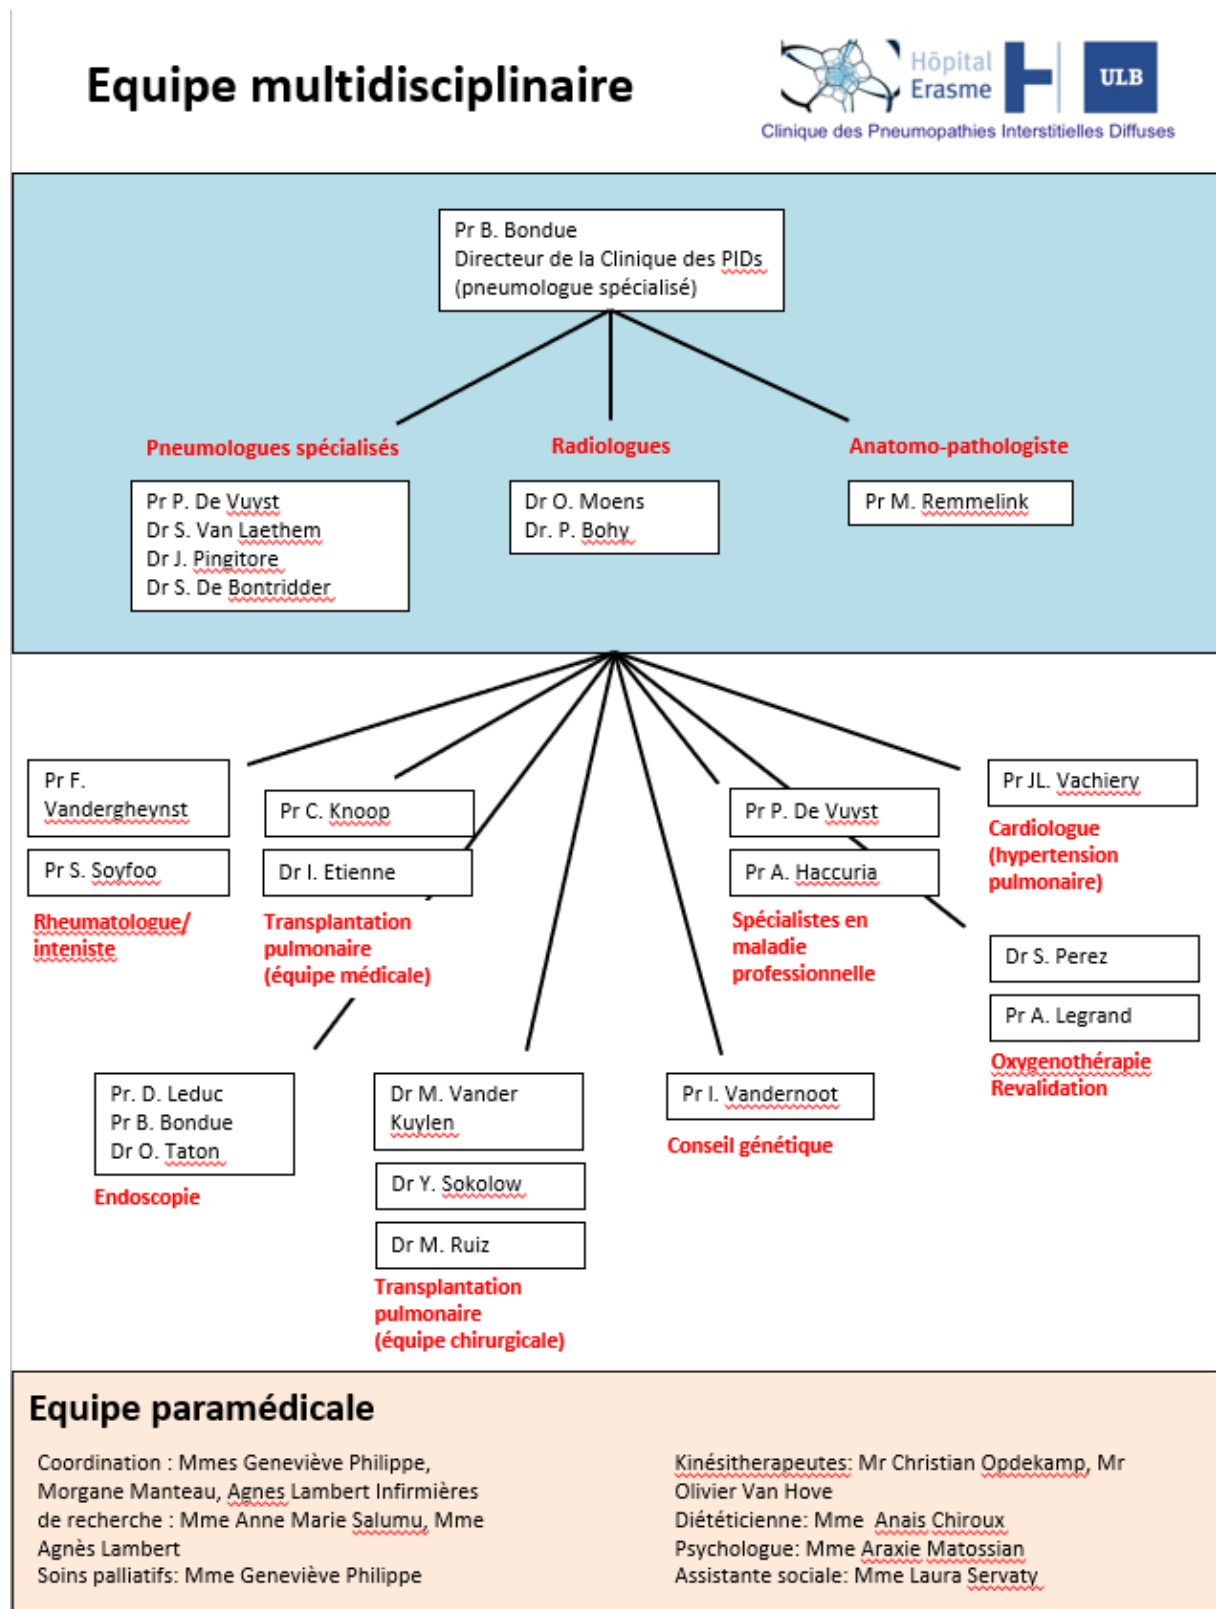 Equipe multidisciplinaire
Hôpital
Erasme
ULB
Clinique des Pneumopathies Interstitielles Diffuses
Pr B. Bondue
Directeur de la Clinique des PIDs
(pneumologue spécialisé)
Pneumologues spécialisés
Pr P. De Vuyst
Dr S. Van Laethem
Dr J. Pingitore
Dr S. De Bontridder
Radiologues
Dr O. Moens
Dr. P. Bohy
Anatomo-pathologiste
Pr M. Remmelink
Pr F.
Vandergheynst
Pr S. Soyfoo
Rheumatologue/
inteniste
Pr C. Knoop
Dr I. Etienne
Transplantation
pulmonaire
(équipe médicale)
Pr P. De Vuyst
Pr A. Haccuria
Spécialistes en
maladie
professionnelle
Pr JL. Vachiery
Cardiologue
(hypertension
pulmonaire)
Dr S. Perez
Pr A. Legrand
Oxygenothérapie
Revalidation
Pr. D. Leduc
Pr B. Bondue
Dr O. Taton
Endoscopie
Dr M. Vander
Kuylen
Dr Y. Sokolow
Dr M. Ruiz
Transplantation
pulmonaire
(équipe chirurgicale)
Pr I. Vandernoot
Conseil génétique
Equipe paramédicale
Coordination : Mmes Geneviève Philippe,
Morgane Manteau, Agnes Lambert Infirmières
de recherche : Mme Anne Marie Salumu, Mme
Agnès Lambert
Soins palliatifs: Mme Geneviève Philippe
Kinésitherapeutes: Mr Christian Opdekamp, Mr
Olivier Van Hove
Diététicienne: Mme Anais Chiroux
Psychologue: Mme Araxie Matossian
Assistante sociale: Mme Laura Servaty